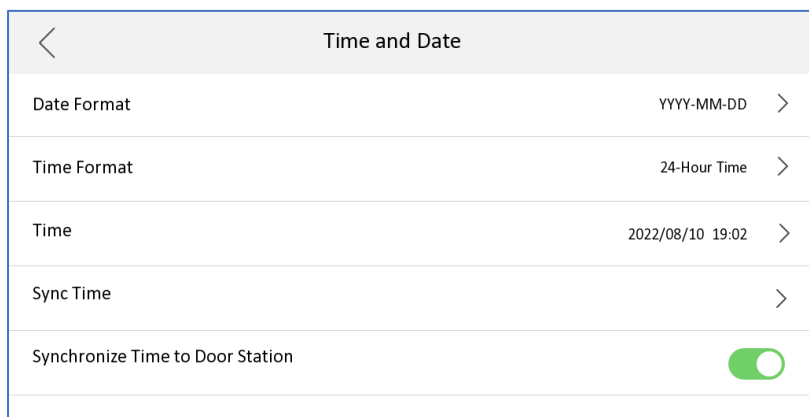 Time and Date
Date Format YYYY-MM-DD
Time Format 24-Hour Time
Time 2022/08/10 19:02
Sync Time
Synchronize Time to Door Station